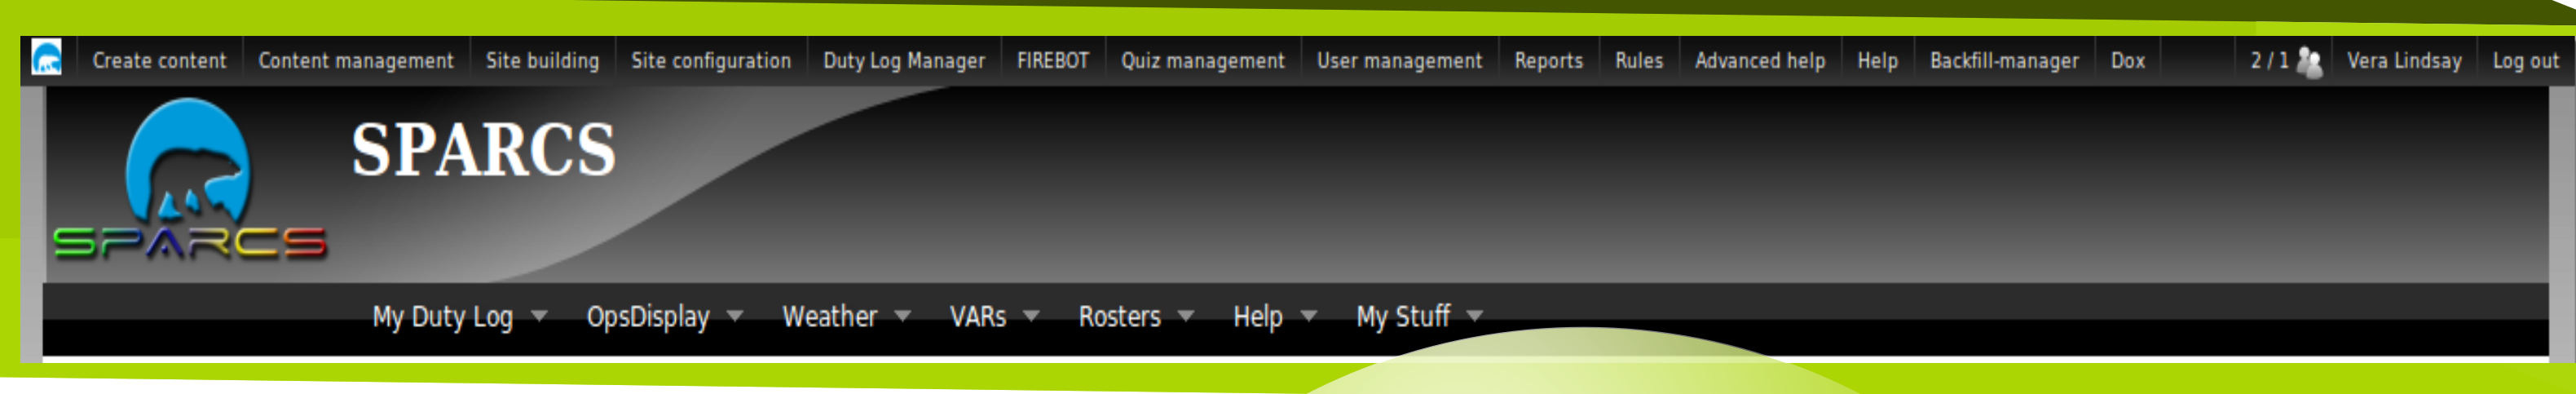 Create content Content management Site building Site configuration Duty Log Manager FIREBOT Quiz management User management Reports Rules Advanced help Help Backfill-manager Dox 2 / 1 Vera Lindsay Log out
SPARCS
SPARCS
My Duty Log OpsDisplay Weather VARs Rosters Help My Stuff